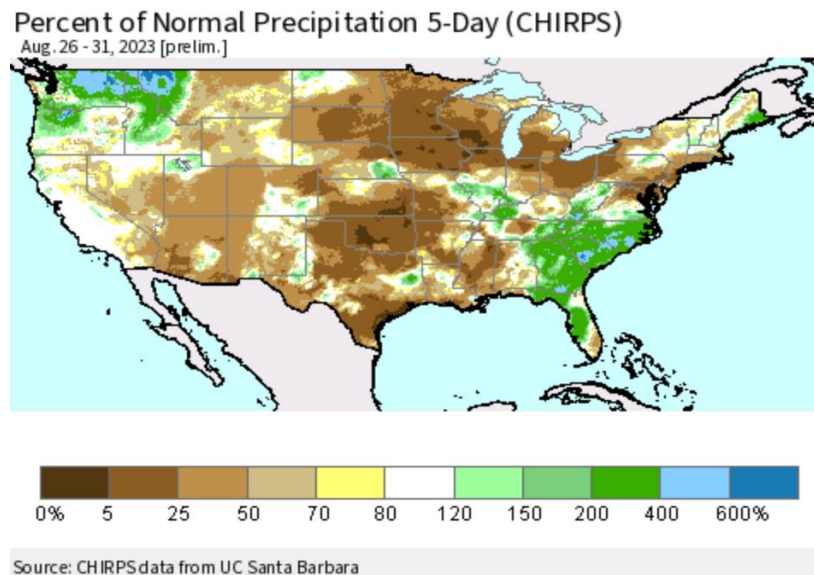 Percent of Normal Precipitation 5-Day (CHIRPS)
Aug. 26 - 31, 2023 [prelim.]
0% 5 25 50 70 80 120 150 200 400 600%
Source: CHIRPS data from UC Santa Barbara